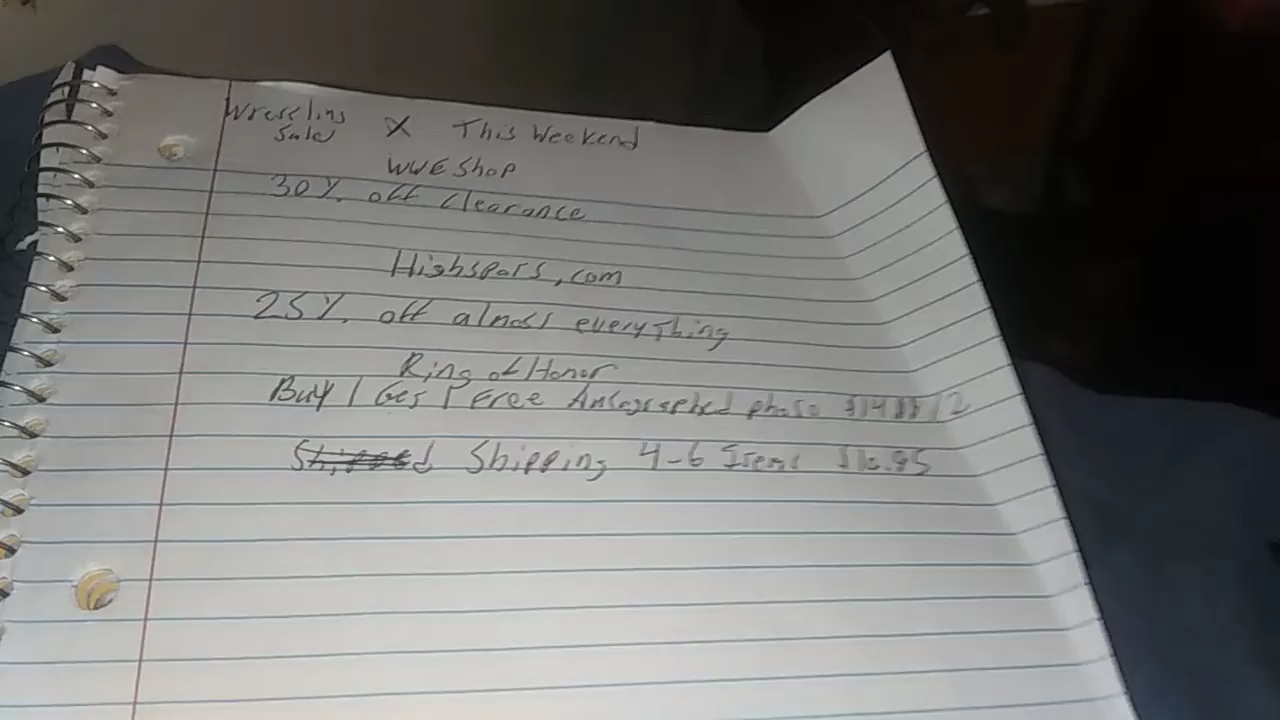 Wrestling Sale X This Weekend
WWE Shop
30% off Clearance
Highspots.com
25% off almost everything
Ring of Honor
Buy 1 Get 1 Free Autographed photo
Shipping 4-6 Items